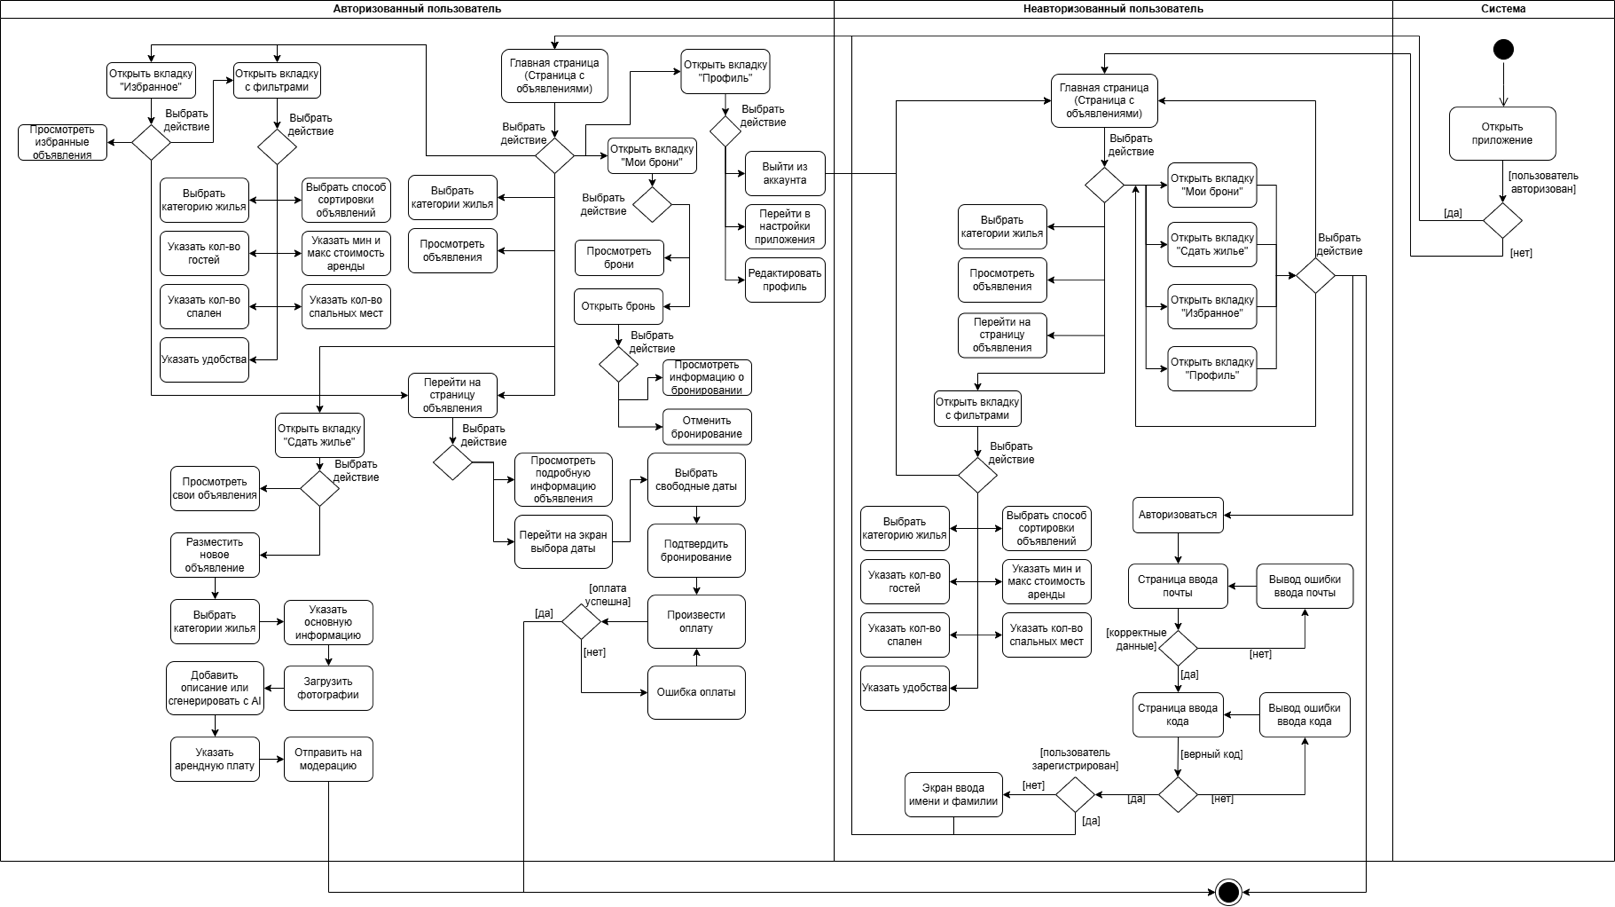 Авторизованный пользователь
Неавторизованный пользователь
Система
Открыть вкладку
"Избранное"
Открыть вкладку
с фильтрами
Выбрать
действие
Выбрать
действие
Просмотреть
избранные
объявления
Выбрать
категорию жилья
Выбрать способ
сортировки
объявлений
Указать кол-во
гостей
Указать мин и
макс стоимость
аренды
Указать кол-во
спален
Указать кол-во
спальных мест
Указать удобства
Главная страница
(Страница с
объявлениями)
Выбрать
действие
Выбрать
категории жилья
Просмотреть
объявления
Открыть вкладку
"Профиль"
Выбрать
действие
Открыть вкладку
"Мои брони"
Выбрать
действие
Выйти из
аккаунта
Перейти в
настройки
приложения
Редактировать
профиль
Просмотреть
брони
Открыть бронь
Выбрать
действие
Просмотреть
информацию о
бронировании
Отменить
бронирование
Перейти на
страницу
объявления
Выбрать
действие
Открыть вкладку
"Сдать жилье"
Выбрать
действие
Просмотреть
свои объявления
Разместить
новое
объявление
Выбрать
категории жилья
Указать
основную
информацию
Добавить
описание или
сгенерировать с AI
Загрузить
фотографии
Указать
арендную плату
Отправить на
модерацию
Просмотреть
подробную
информацию
объявления
Перейти на экран
выбора даты
Выбрать
свободные даты
Подтвердить
бронирование
Произвести
оплату
Ошибка оплаты
[оплата
успешна]
[да]
[нет]
Главная страница
(Страница с
объявлениями)
Выбрать
действие
Выбрать
категории жилья
Просмотреть
объявления
Перейти на
страницу
объявления
Открыть вкладку
"Мои брони"
Открыть вкладку
"Сдать жилье"
Открыть вкладку
"Избранное"
Открыть вкладку
"Профиль"
Выбрать
действие
Открыть вкладку
с фильтрами
Выбрать
действие
Выбрать
категорию жилья
Выбрать способ
сортировки
объявлений
Указать кол-во
гостей
Указать мин и
макс стоимость
аренды
Указать кол-во
спален
Указать кол-во
спальных мест
Указать удобства
Авторизоваться
Страница ввода
почты
Вывод ошибки
ввода почты
[корректные
данные]
[нет]
[да]
Страница ввода
кода
Вывод ошибки
ввода кода
[верный код]
[пользователь
зарегистрирован]
Экран ввода
имени и фамилии
[нет]
[да]
[нет]
[да]
Открыть
приложение
[пользователь
авторизован]
[да]
[нет]